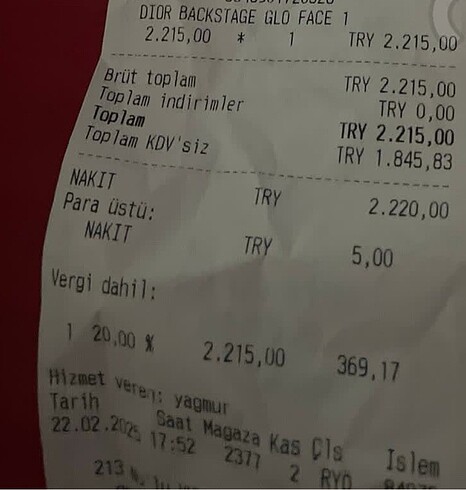 DIOR BACKSTAGE GLO FACE 1
2.215,00 * 1 TRY 2.215,00
Brüt toplam TRY 2.215,00
Toplam indirimler TRY 0,00
Toplam TRY 2.215,00
Toplam KDV'siz TRY 1.845,83
NAKIT TRY 2.220,00
Para üstü:
NAKIT TRY 5,00
Vergi dahil:
1 20,00 % 2.215,00 369,17
Hizmet veren: yagmur
Tarih Saat Magaza Kas Çls Islem
22.02.2025 17:52 2377 2 RYÖ
213